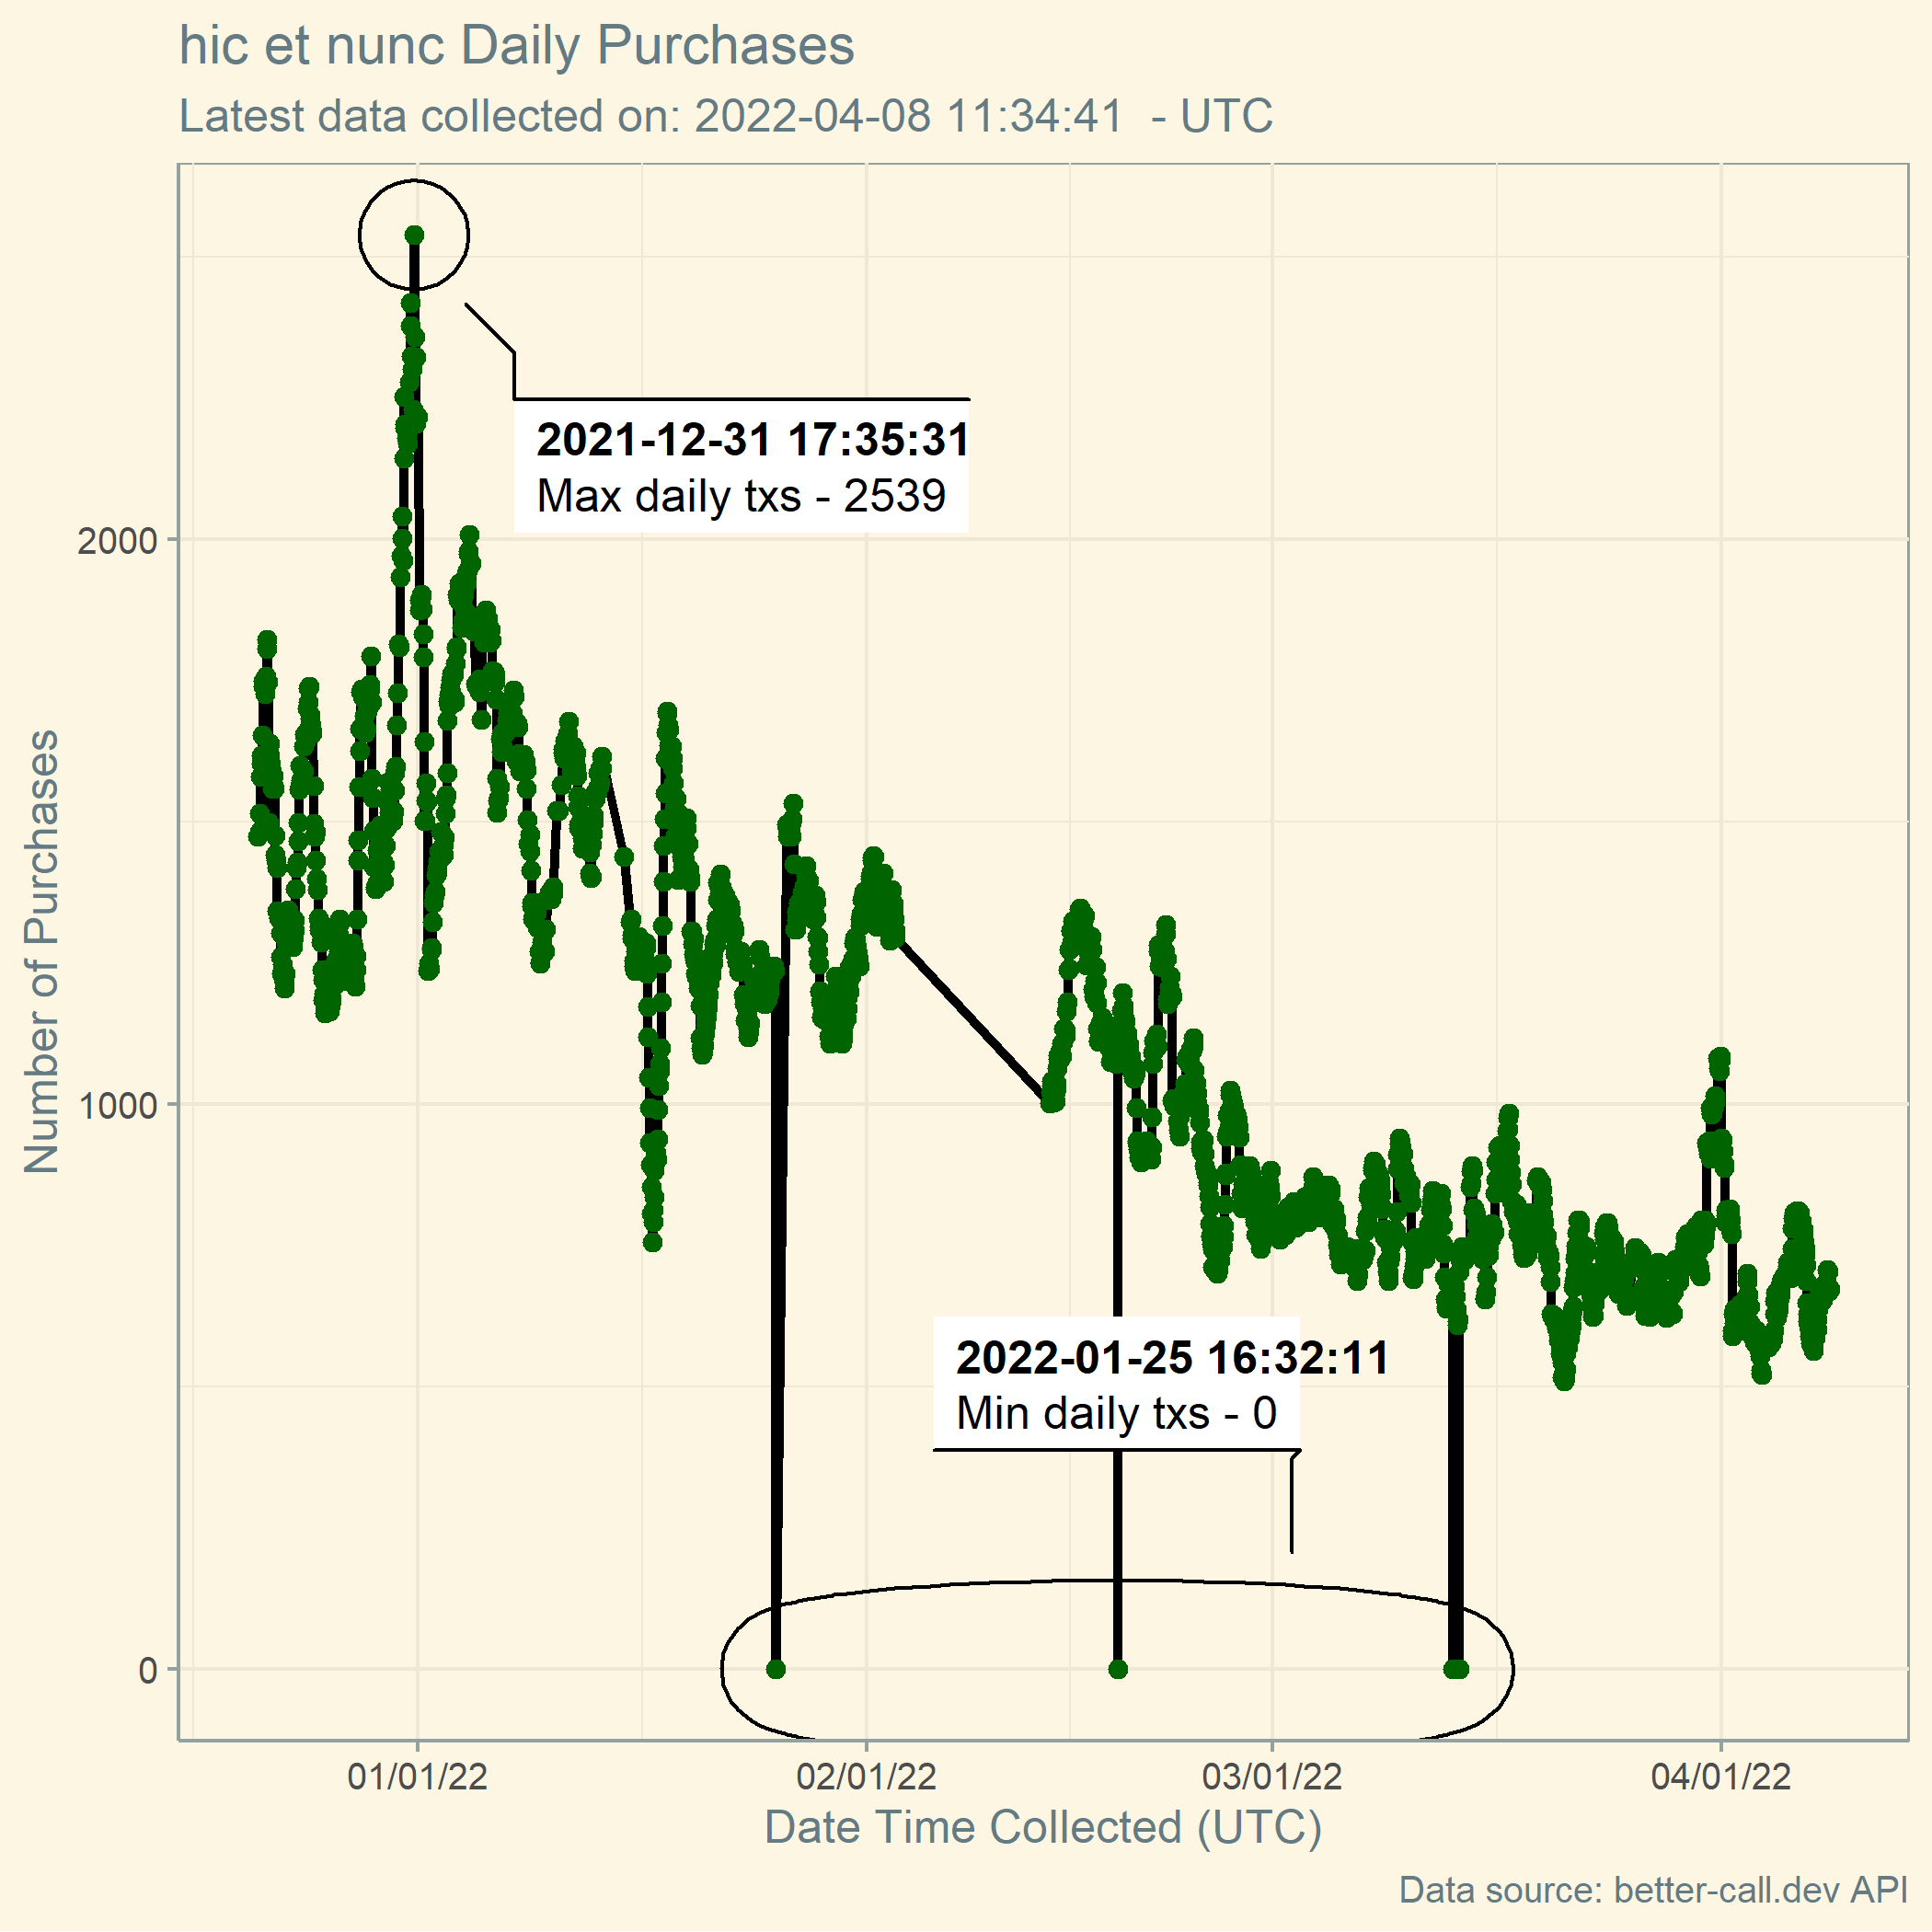 hic et nunc Daily Purchases
Latest data collected on: 2022-04-08 11:34:41  - UTC
Number of Purchases
2000
1000
0
2021-12-31 17:35:31
Max daily txs - 2539
2022-01-25 16:32:11
Min daily txs - 0
01/01/22
02/01/22
03/01/22
04/01/22
Date Time Collected (UTC)
Data source: better-call.dev API